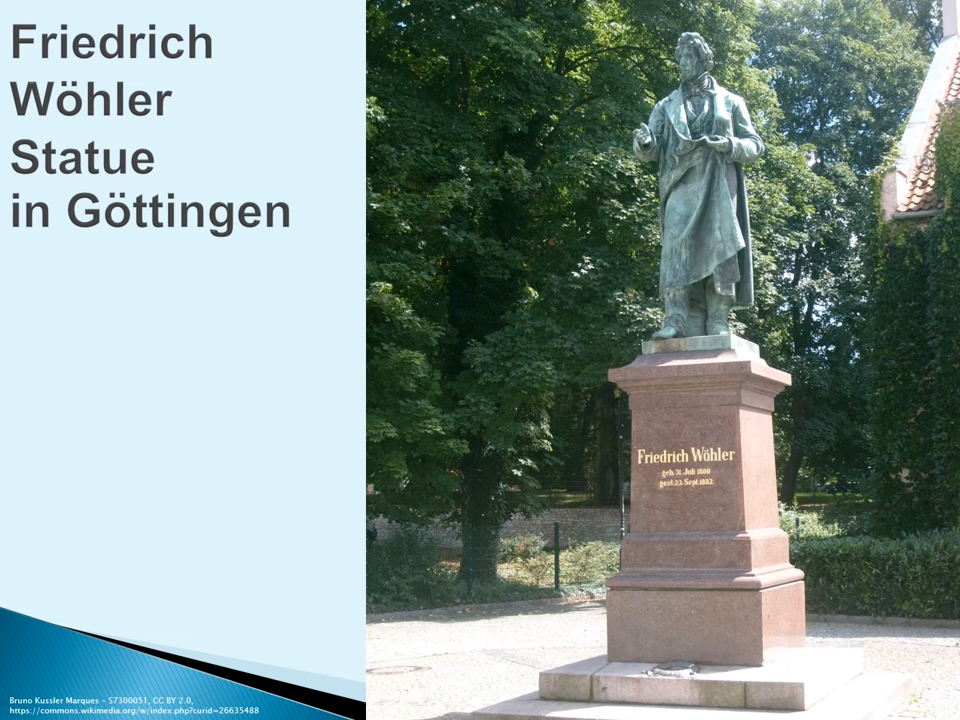 Friedrich
Wöhler
Statue
in Göttingen
Friedrich Wöhler
geb. 31. Juli 1800
gest. 23. Sept. 1882
Bruno Kussler Marques - S7300051, CC BY 2.0,
https://commons.wikimedia.org/w/index.php?curid=26635488